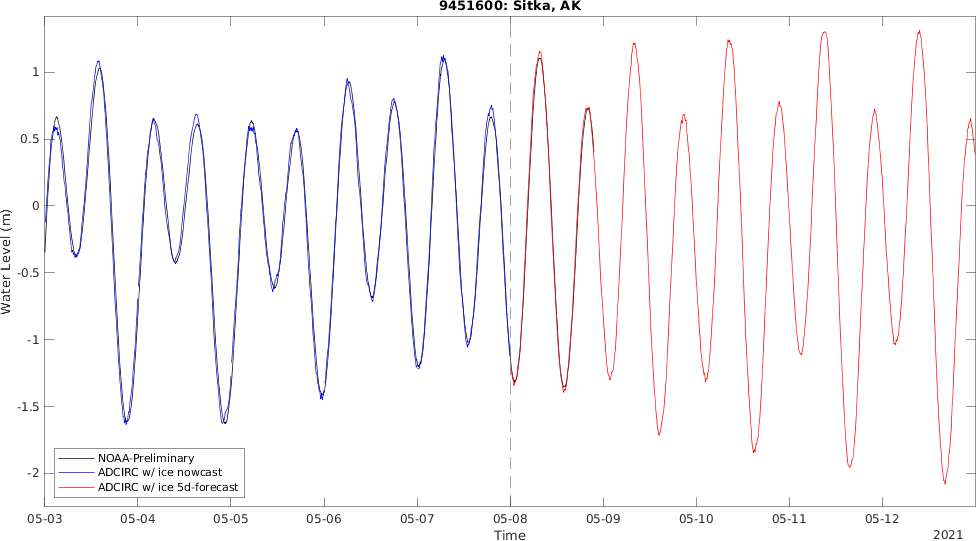 9451600: Sitka, AK
Water Level (m)
1
0.5
0
-0.5
-1
-1.5
-2
NOAA-Preliminary
ADCIRC w/ ice nowcast
ADCIRC w/ ice 5d-forecast
05-03 05-04 05-05 05-06 05-07 05-08 05-09 05-10 05-11 05-12
Time
2021